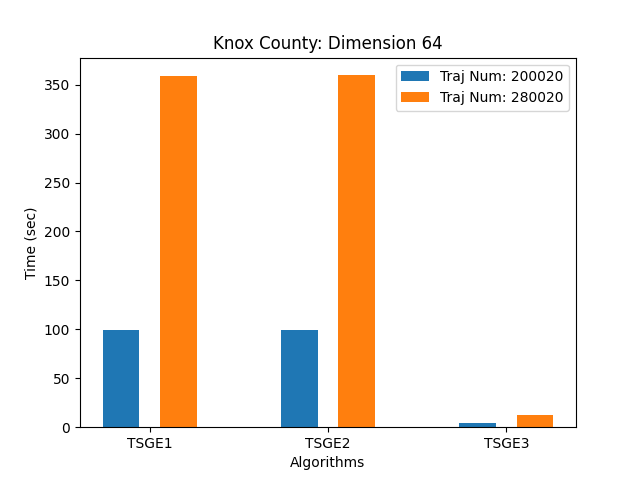 Knox County: Dimension 64
Traj Num: 200020
Traj Num: 280020
350
300
250
200
150
100
50
0
Time (sec)
TSGE1 TSGE2 TSGE3
Algorithms